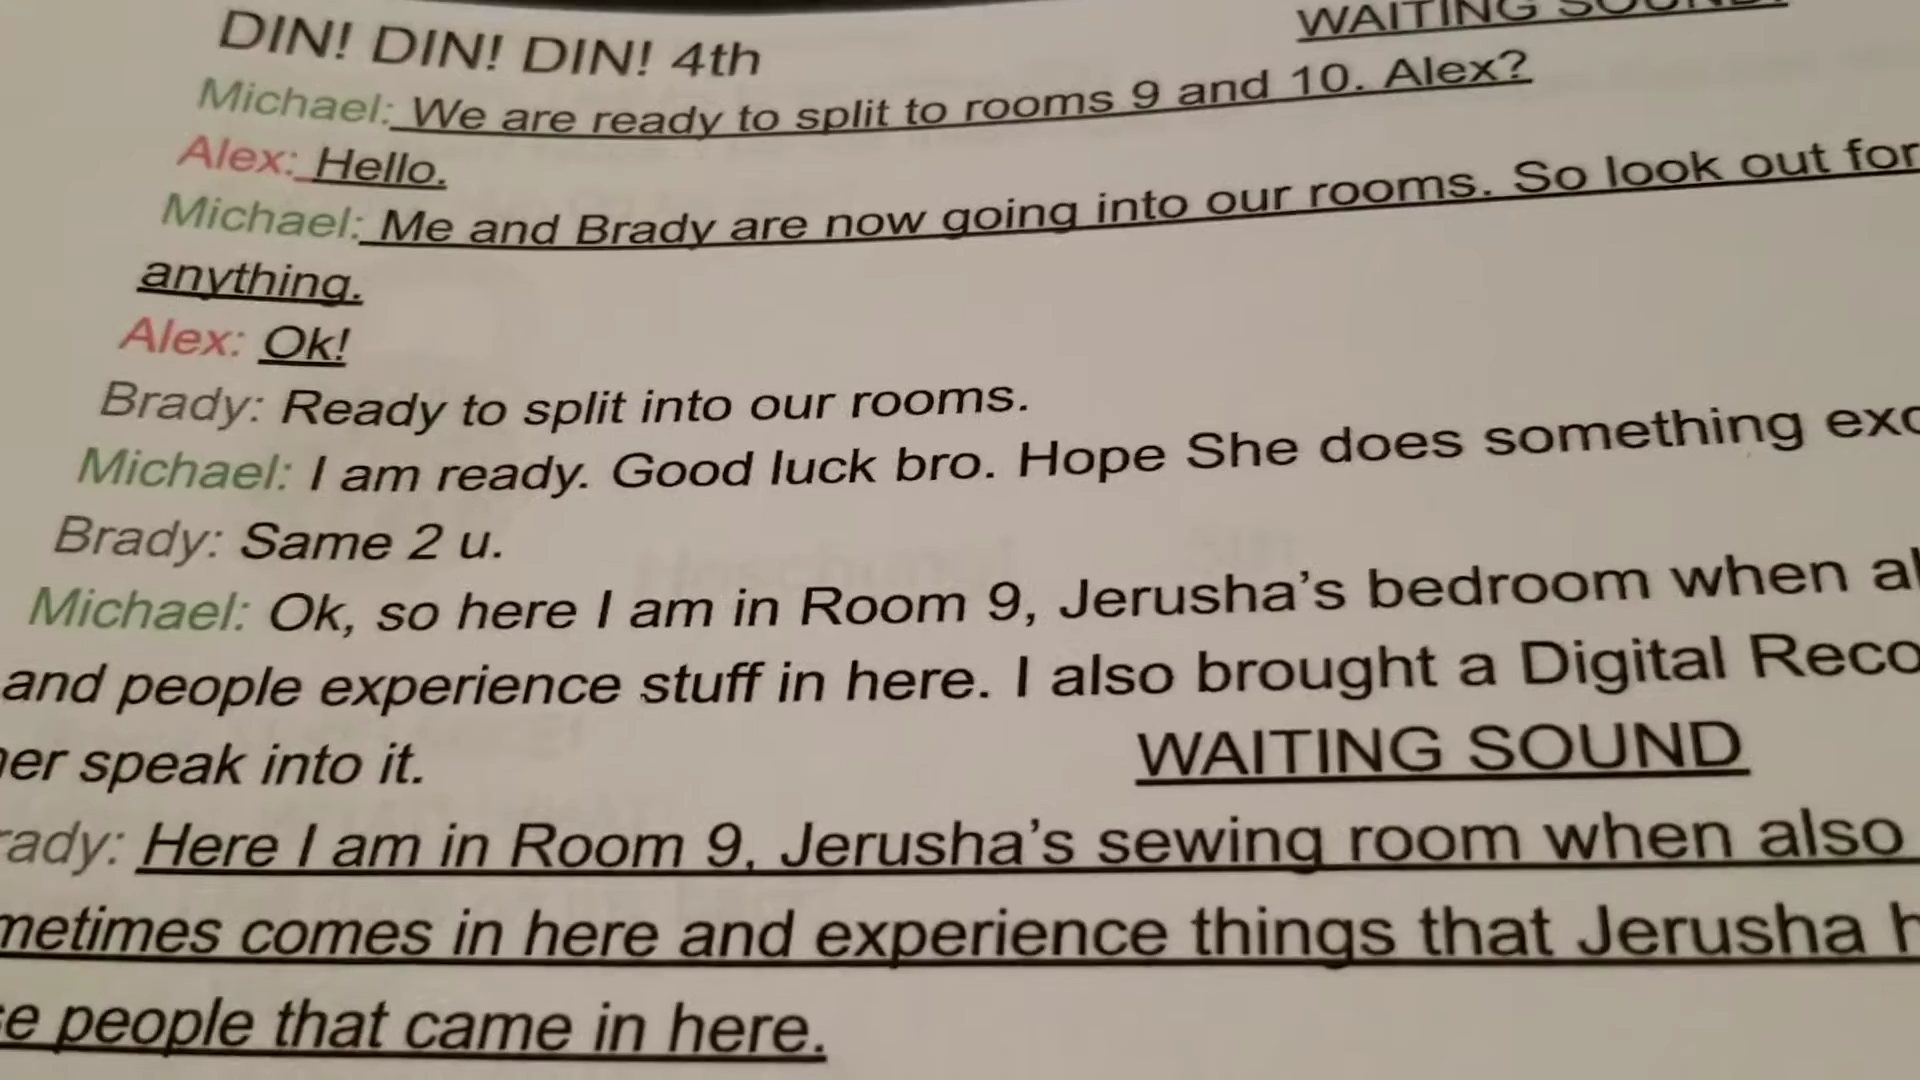 WAITING SOUND
DIN! DIN! DIN! 4th
Michael: We are ready to split to rooms 9 and 10. Alex?
Alex: Hello.
Michael: Me and Brady are now going into our rooms. So look out for
anything.
Alex: Ok!
Brady: Ready to split into our rooms.
Michael: I am ready. Good luck bro. Hope She does something
Brady: Same 2 u.
Michael: Ok, so here I am in Room 9, Jerusha's bedroom when
and people experience stuff in here. I also brought a Digital
speak into it.
WAITING SOUND
Here I am in Room 9, Jerusha's sewing room when also
comes in here and experience things that Jerusha
people that came in here.